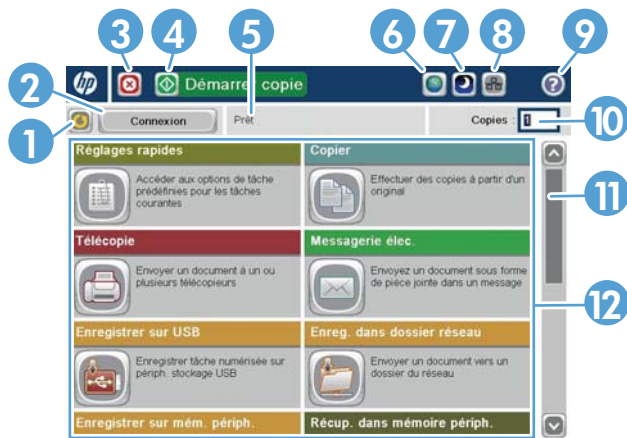 3 4 5 6 7 8 9
2
hp Démarrer copie
1 Connexion Prêt Copies : 1 10
Réglages rapides
Accéder aux options de tâche
prédéfinies pour les tâches
courantes
Copier
Effectuer des copies à partir d'un
original
11
Télécopie
Envoyer un document à un ou
plusieurs télécopieurs
Messagerie élec.
Envoyez un document sous forme
de pièce jointe dans un message
12
Enregistrer sur USB
Enregistrer tâche numérisée sur
périph. stockage USB
Enreg. dans dossier réseau
Envoyer un document vers un
dossier du réseau
Enregistrer sur mém. périph.
Récup. dans mémoire périph.